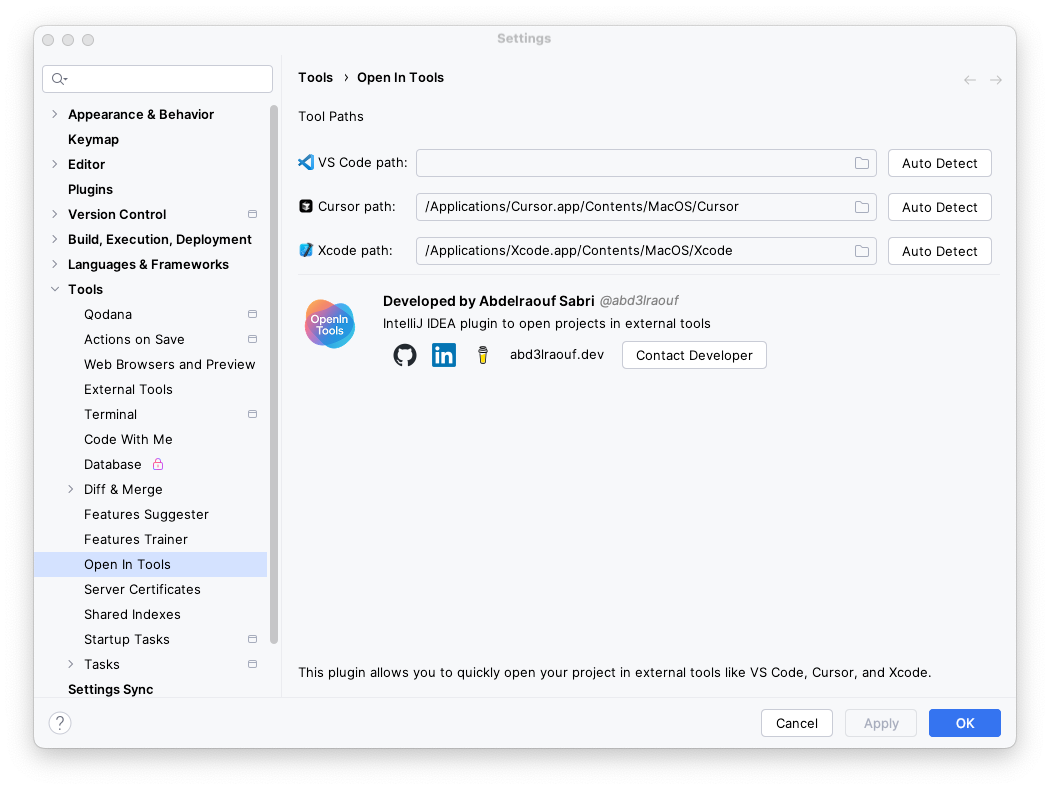 Settings
Tools › Open In Tools
Appearance & Behavior
Keymap
Editor
Plugins
Version Control
Build, Execution, Deployment
Languages & Frameworks
Tools
Qodana
Actions on Save
Web Browsers and Preview
External Tools
Terminal
Code With Me
Database
Diff & Merge
Features Suggester
Features Trainer
Open In Tools
Server Certificates
Shared Indexes
Startup Tasks
Tasks
Settings Sync
Tool Paths
VS Code path: Auto Detect
Cursor path: /Applications/Cursor.app/Contents/MacOS/Cursor Auto Detect
Xcode path: /Applications/Xcode.app/Contents/MacOS/Xcode Auto Detect
OpenIn
Tools
Developed by Abdelraouf Sabri @abd3lraouf
IntelliJ IDEA plugin to open projects in external tools
in abd3lraouf.dev Contact Developer
This plugin allows you to quickly open your project in external tools like VS Code, Cursor, and Xcode.
? Cancel Apply OK